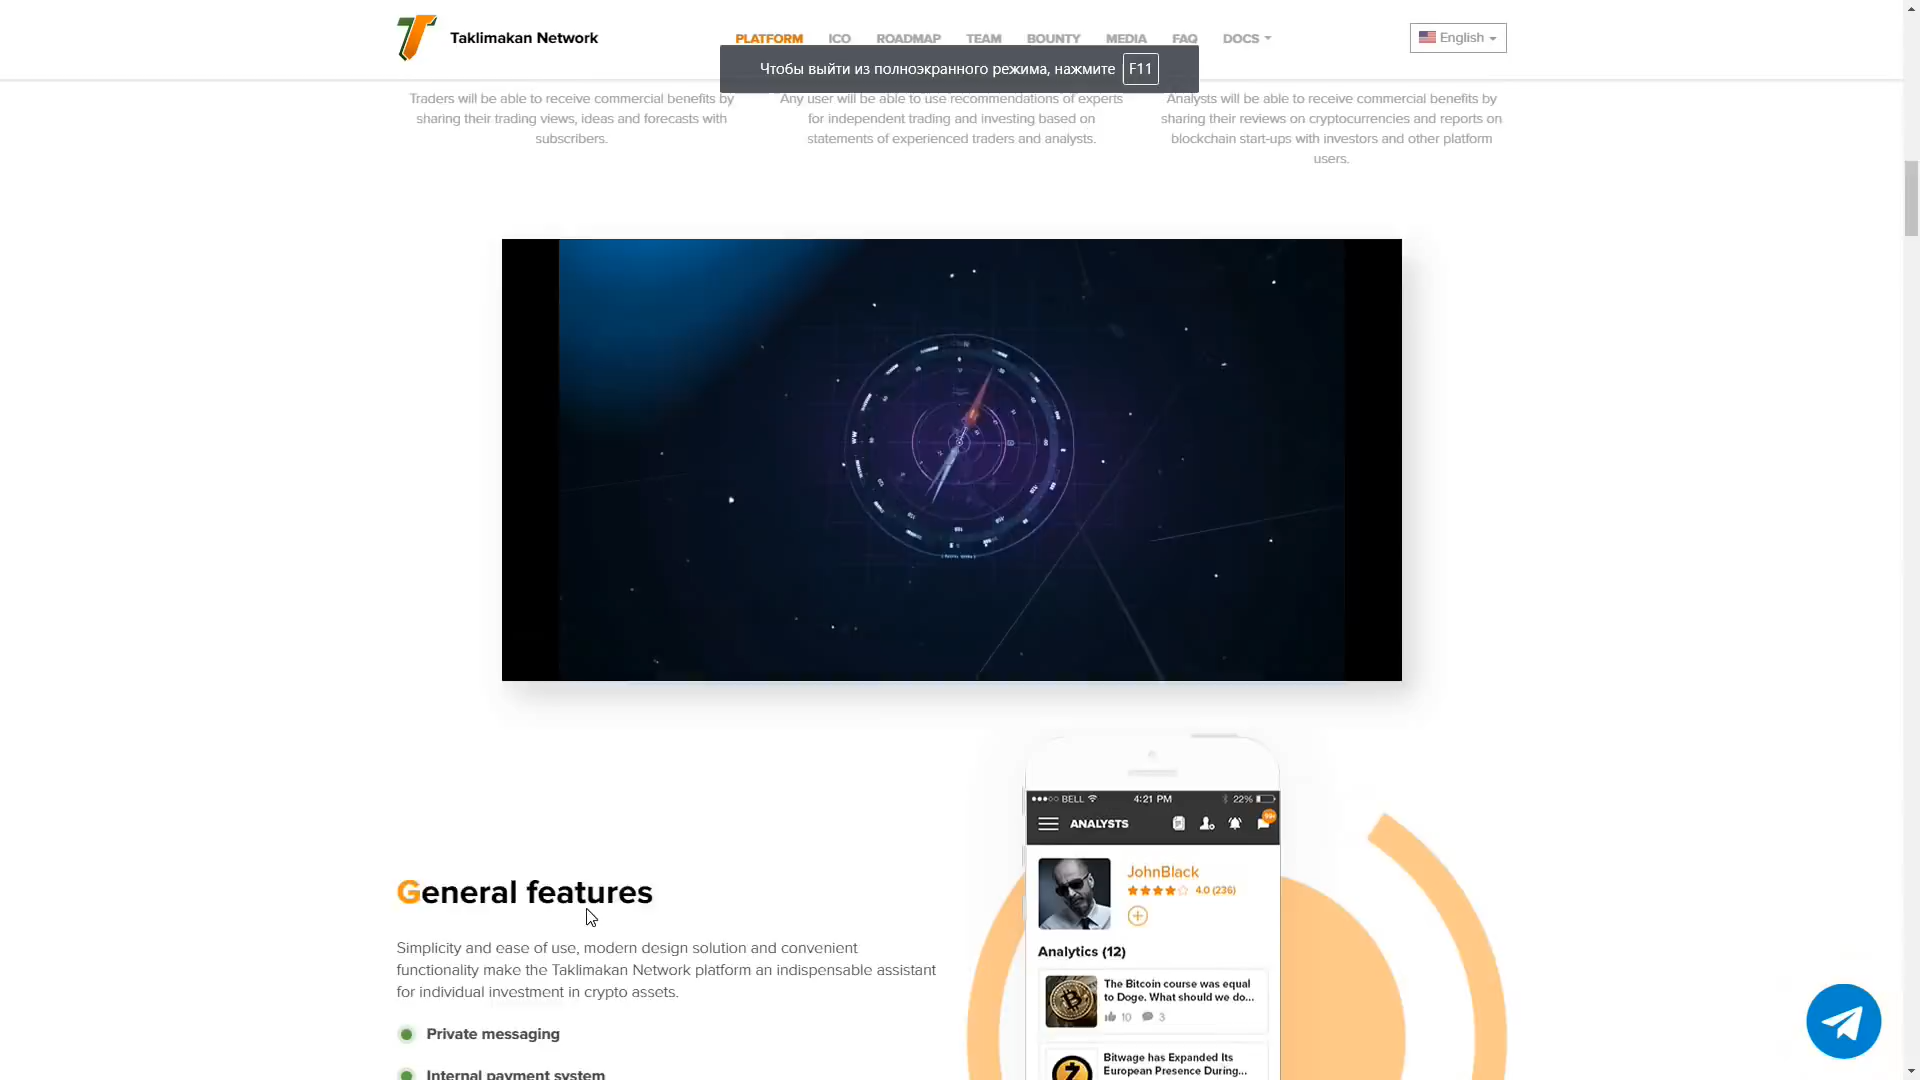 Taklimakan Network
PLATFORM ICO ROADMAP TEAM BOUNTY MEDIA FAQ DOCS
English
Чтобы выйти из полноэкранного режима, нажмите F11
Traders will be able to receive commercial benefits by
sharing their trading views, ideas and forecasts with
subscribers.
Any user will be able to use recommendations of experts
for independent trading and investing based on
statements of experienced traders and analysts.
Analysts will be able to receive commercial benefits by
sharing their reviews on cryptocurrencies and reports on
blockchain start-ups with investors and other platform
users.
General features
Simplicity and ease of use, modern design solution and convenient
functionality make the Taklimakan Network platform an indispensable assistant
for individual investment in crypto assets.
Private messaging
Internal payment system
BELL 4:21 PM 22%
ANALYSTS 99+
JohnBlack
4.0 (236)
Analytics (12)
The Bitcoin course was equal
to Doge. What should we do...
10 3
Bitwage has Expanded Its
European Presence During...